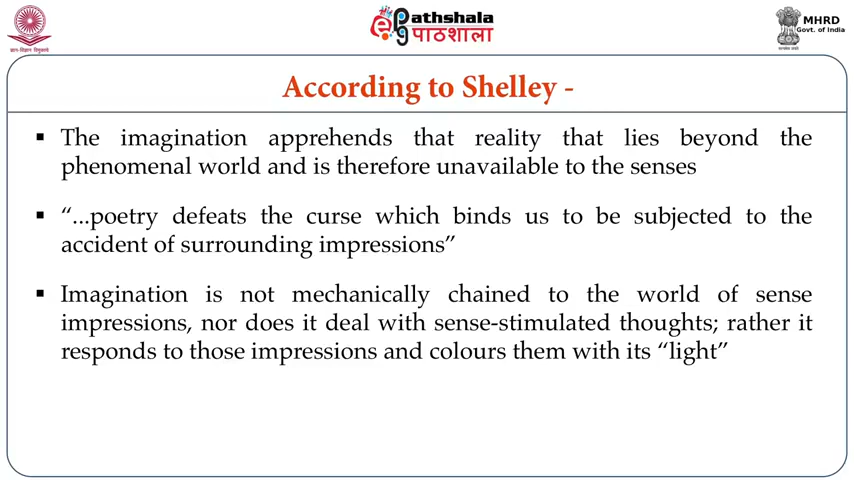 ePathshala
पाठशाला
MHRD
Govt. of India
According to Shelley -
▪ The imagination apprehends that reality that lies beyond the
phenomenal world and is therefore unavailable to the senses
▪ “...poetry defeats the curse which binds us to be subjected to the
accident of surrounding impressions”
▪ Imagination is not mechanically chained to the world of sense
impressions, nor does it deal with sense-stimulated thoughts; rather it
responds to those impressions and colours them with its “light”